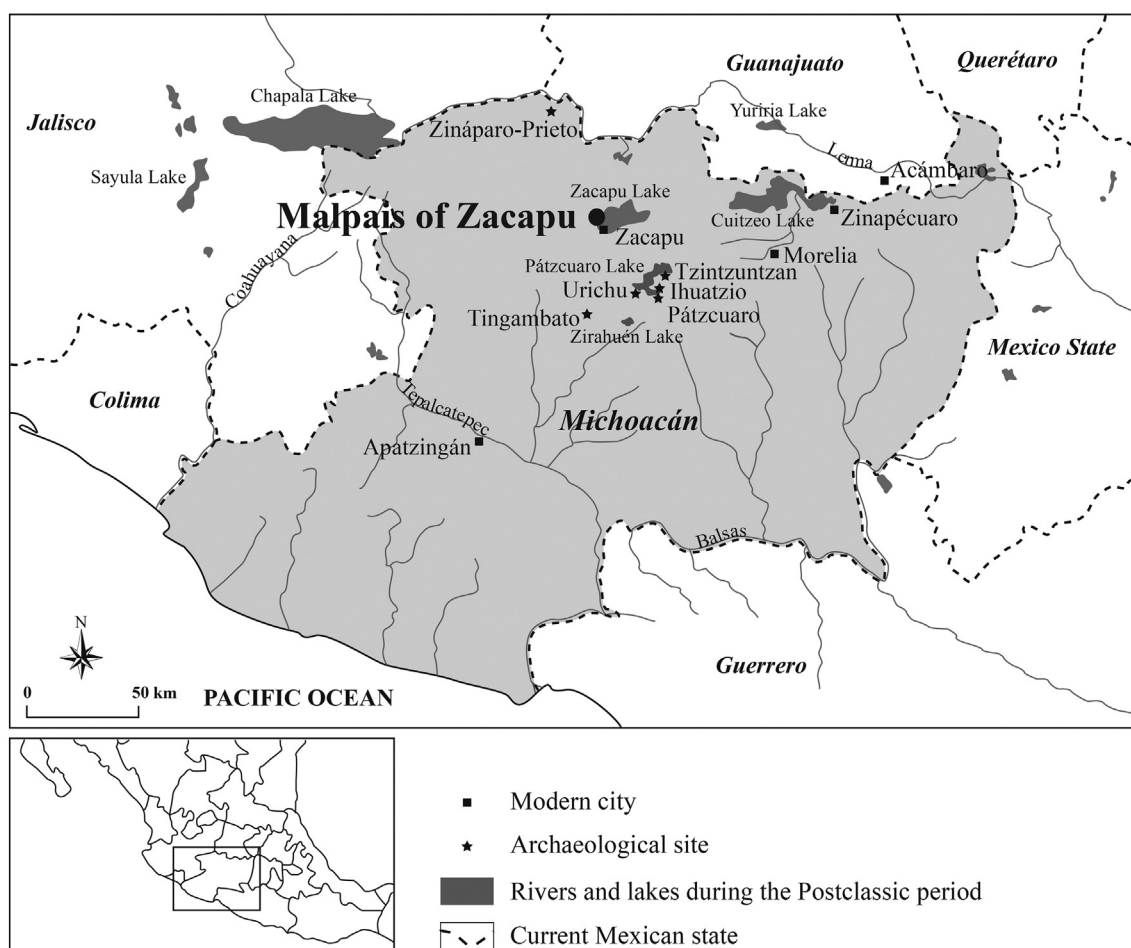 Guanajuato
Querétaro
Chapala Lake
Jalisco
Zináparo-Prieto
Yuriria Lake
Lerma
Acámbaro
Sayula Lake
Zacapu Lake
Malpais of Zacapu
Cuitzeo Lake
Zinapécuaro
Zacapu
Morelia
Coahuayana
Pátzcuaro Lake
Tzintzuntzan
Urichu
Ihuatzio
Pátzcuaro
Tingambato
Zirahuén Lake
Mexico State
Colima
Tepalcatepec
Michoacán
Apatzingán
Balsas
N
Guerrero
0 50 km
PACIFIC OCEAN
Modern city
Archaeological site
Rivers and lakes during the Postclassic period
Current Mexican state